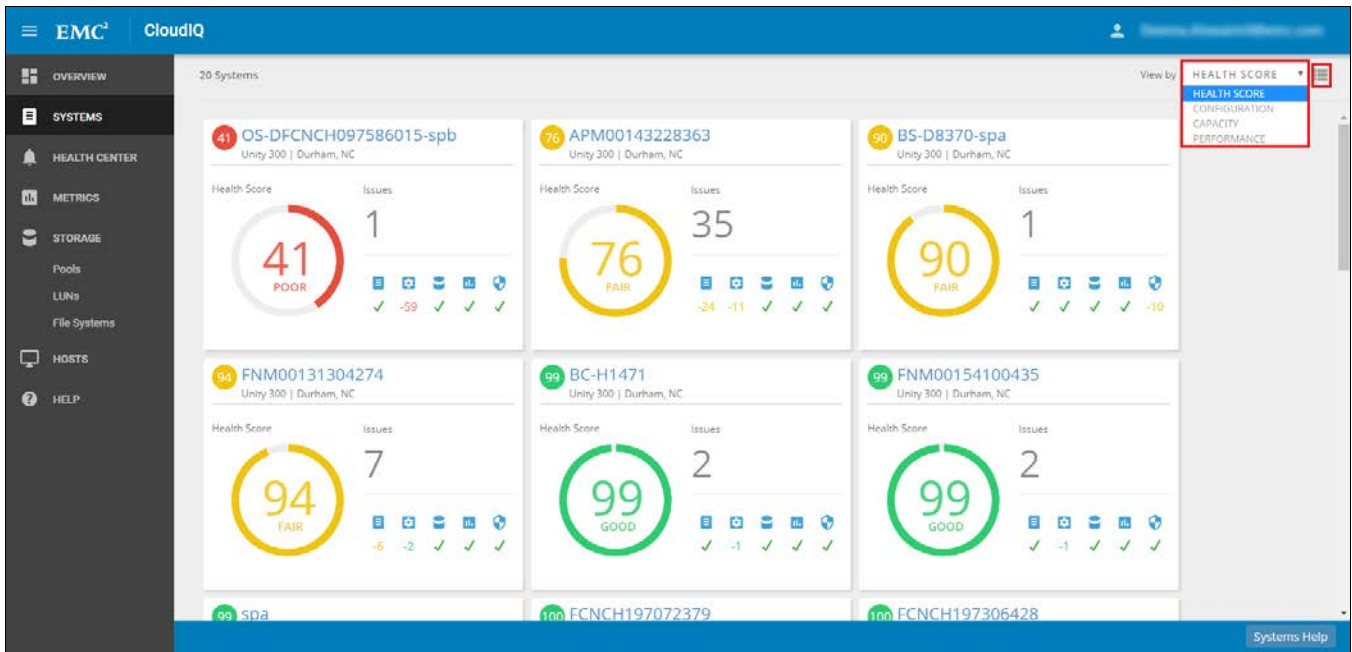 EMC² CloudIQ
OVERVIEW
SYSTEMS
HEALTH CENTER
METRICS
STORAGE
Pools
LUNs
File Systems
HOSTS
HELP
20 Systems
View by HEALTH SCORE
HEALTH SCORE
CONFIGURATION
CAPACITY
PERFORMANCE
41 OS-DFCNCH097586015-spb
Unity 300 | Durham, NC
Health Score Issues
41 POOR
1
-59
76 APM00143228363
Unity 300 | Durham, NC
Health Score Issues
76 FAIR
35
-24 -11
90 BS-D8370-spa
Unity 300 | Durham, NC
Health Score Issues
90 FAIR
1
-10
94 FNM00131304274
Unity 300 | Durham, NC
Health Score Issues
94 FAIR
7
-6 -2
99 BC-H1471
Unity 300 | Durham, NC
Health Score Issues
99 GOOD
2
-1
99 FNM00154100435
Unity 300 | Durham, NC
Health Score Issues
99 GOOD
2
-1
99 spa
100 FCNCH197072379
100 FCNCH197306428
Systems Help